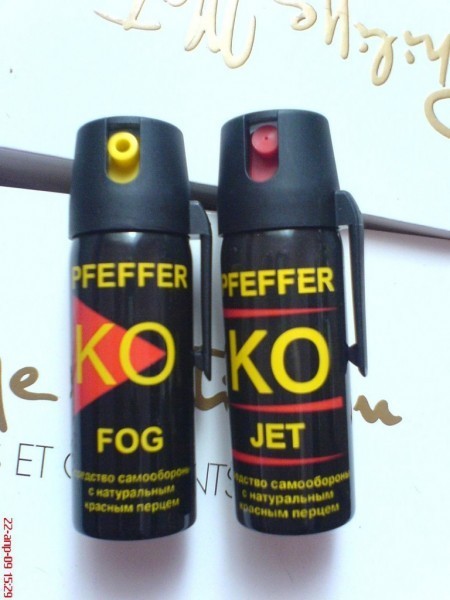 PFEFFER
KO
FOG
средство самообороны
с натуральным
красным перцем
PFEFFER
KO
JET
средство самообороны
с натуральным
красным перцем
ET
22-апр-09 15:29